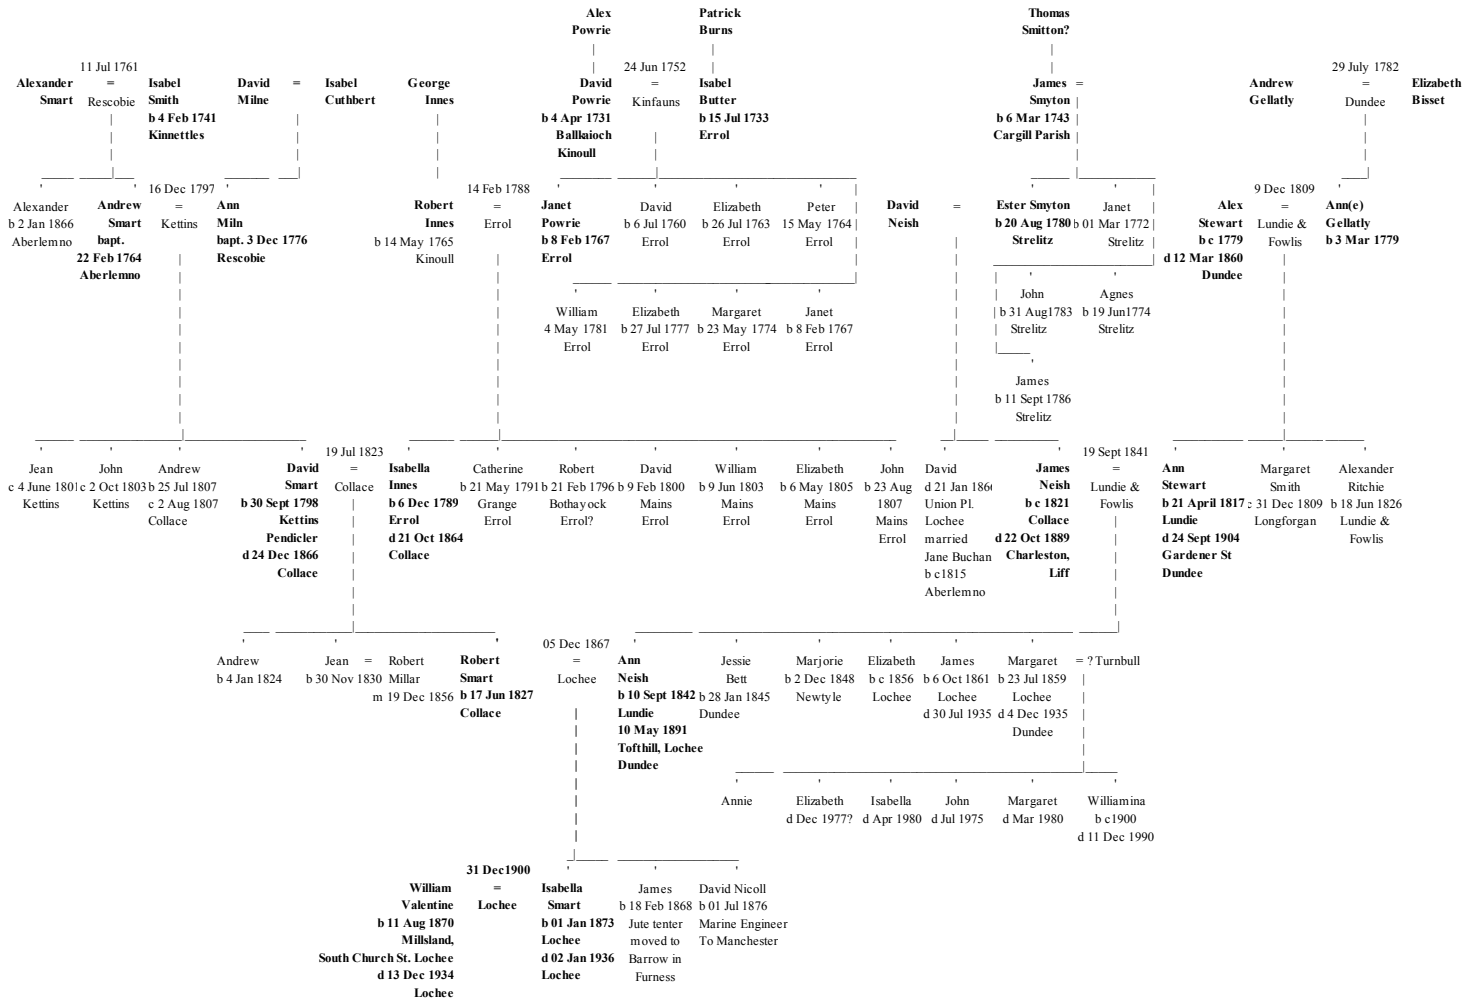 Alex
Powrie
Patrick
Burns
Thomas
Smitton?
Alexander
Smart
11 Jul 1761
=
Rescobie
Isabel
Smith
b 4 Feb 1741
Kinnettles
David
Milne
=
Isabel
Cuthbert
George
Innes
David
Powrie
b 4 Apr 1731
Ballkaioch
Kinoull
24 Jun 1752
=
Kinfauns
Isabel
Butter
b 15 Jul 1733
Errol
James
Smyton
b 6 Mar 1743
Cargill Parish
=
Andrew
Gellatly
29 July 1782
=
Dundee
Elizabeth
Bisset
Alexander
b 2 Jan 1866
Aberlemno
Andrew
Smart
bapt.
22 Feb 1764
Aberlemno
16 Dec 1797
=
Kettins
Ann
Miln
bapt. 3 Dec 1776
Rescobie
Robert
Innes
b 14 May 1765
Kinoull
14 Feb 1788
=
Errol
Janet
Powrie
b 8 Feb 1767
Errol
David
b 6 Jul 1760
Errol
Elizabeth
b 26 Jul 1763
Errol
Peter
15 May 1764
Errol
David
Neish
=
Ester Smyton
b 20 Aug 1780
Strelitz
Janet
b 01 Mar 1772
Strelitz
Alex
Stewart
b c 1779
d 12 Mar 1860
Dundee
9 Dec 1809
=
Lundie &
Fowlis
Ann(e)
Gellatly
b 3 Mar 1779
William
4 May 1781
Errol
Elizabeth
b 27 Jul 1777
Errol
Margaret
b 23 May 1774
Errol
Janet
b 8 Feb 1767
Errol
John
b 31 Aug1783
Strelitz
Agnes
b 19 Jun1774
Strelitz
James
b 11 Sept 1786
Strelitz
Jean
c 4 June 1801
Kettins
John
c 2 Oct 1803
Kettins
Andrew
b 25 Jul 1807
c 2 Aug 1807
Collace
David
Smart
b 30 Sept 1798
Kettins
Pendicler
d 24 Dec 1866
Collace
19 Jul 1823
=
Collace
Isabella
Innes
b 6 Dec 1789
Errol
d 21 Oct 1864
Collace
Catherine
b 21 May 1791
Grange
Errol
Robert
b 21 Feb 1796
Bothayock
Errol?
David
b 9 Feb 1800
Mains
Errol
William
b 9 Jun 1803
Mains
Errol
Elizabeth
b 6 May 1805
Mains
Errol
John
b 23 Aug
1807
Mains
Errol
David
d 21 Jan 186
Union Pl.
Lochee
married
Jane Buchan
b c1815
Aberlemno
James
Neish
b c 1821
Collace
d 22 Oct 1889
Charleston,
Liff
19 Sept 1841
=
Lundie &
Fowlis
Ann
Stewart
b 21 April 1817
Lundie
d 24 Sept 1904
Gardener St
Dundee
Margaret
Smith
c 31 Dec 1809
Longforgan
Alexander
Ritchie
b 18 Jun 1826
Lundie &
Fowlis
Andrew
b 4 Jan 1824
Jean
b 30 Nov 1830
=
Robert
Millar
m 19 Dec 1856
Robert
Smart
b 17 Jun 1827
Collace
05 Dec 1867
=
Lochee
Ann
Neish
b 10 Sept 1842
Lundie
10 May 1891
Tofthill, Lochee
Dundee
Jessie
Bett
b 28 Jan 1845
Dundee
Marjorie
b 2 Dec 1848
Newtyle
Elizabeth
b c 1856
Lochee
James
b 6 Oct 1861
Lochee
d 30 Jul 1935
Margaret
b 23 Jul 1859
Lochee
d 4 Dec 1935
Dundee
= ? Turnbull
Annie
Elizabeth
d Dec 1977?
Isabella
d Apr 1980
John
d Jul 1975
Margaret
d Mar 1980
Williamina
b c1900
d 11 Dec 1990
William
Valentine
b 11 Aug 1870
Millsland,
South Church St. Lochee
d 13 Dec 1934
Lochee
31 Dec1900
=
Lochee
Isabella
Smart
b 01 Jan 1873
Lochee
d 02 Jan 1936
Lochee
James
b 18 Feb 1868
Jute tenter
moved to
Barrow in
Furness
David Nicoll
b 01 Jul 1876
Marine Engineer
To Manchester